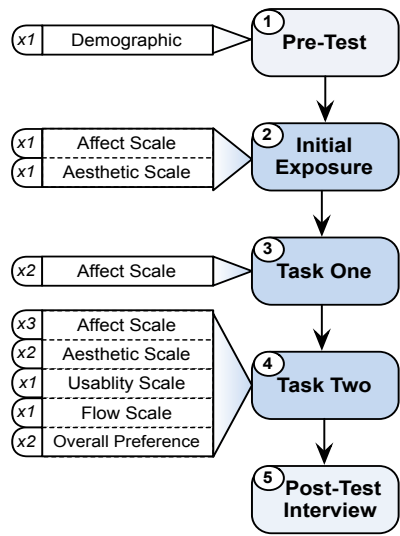 x1 Demographic
1
Pre-Test
x1 Affect Scale
x1 Aesthetic Scale
2
Initial
Exposure
x2 Affect Scale
3
Task One
x3 Affect Scale
x2 Aesthetic Scale
x1 Usablity Scale
x1 Flow Scale
x2 Overall Preference
4
Task Two
5
Post-Test
Interview